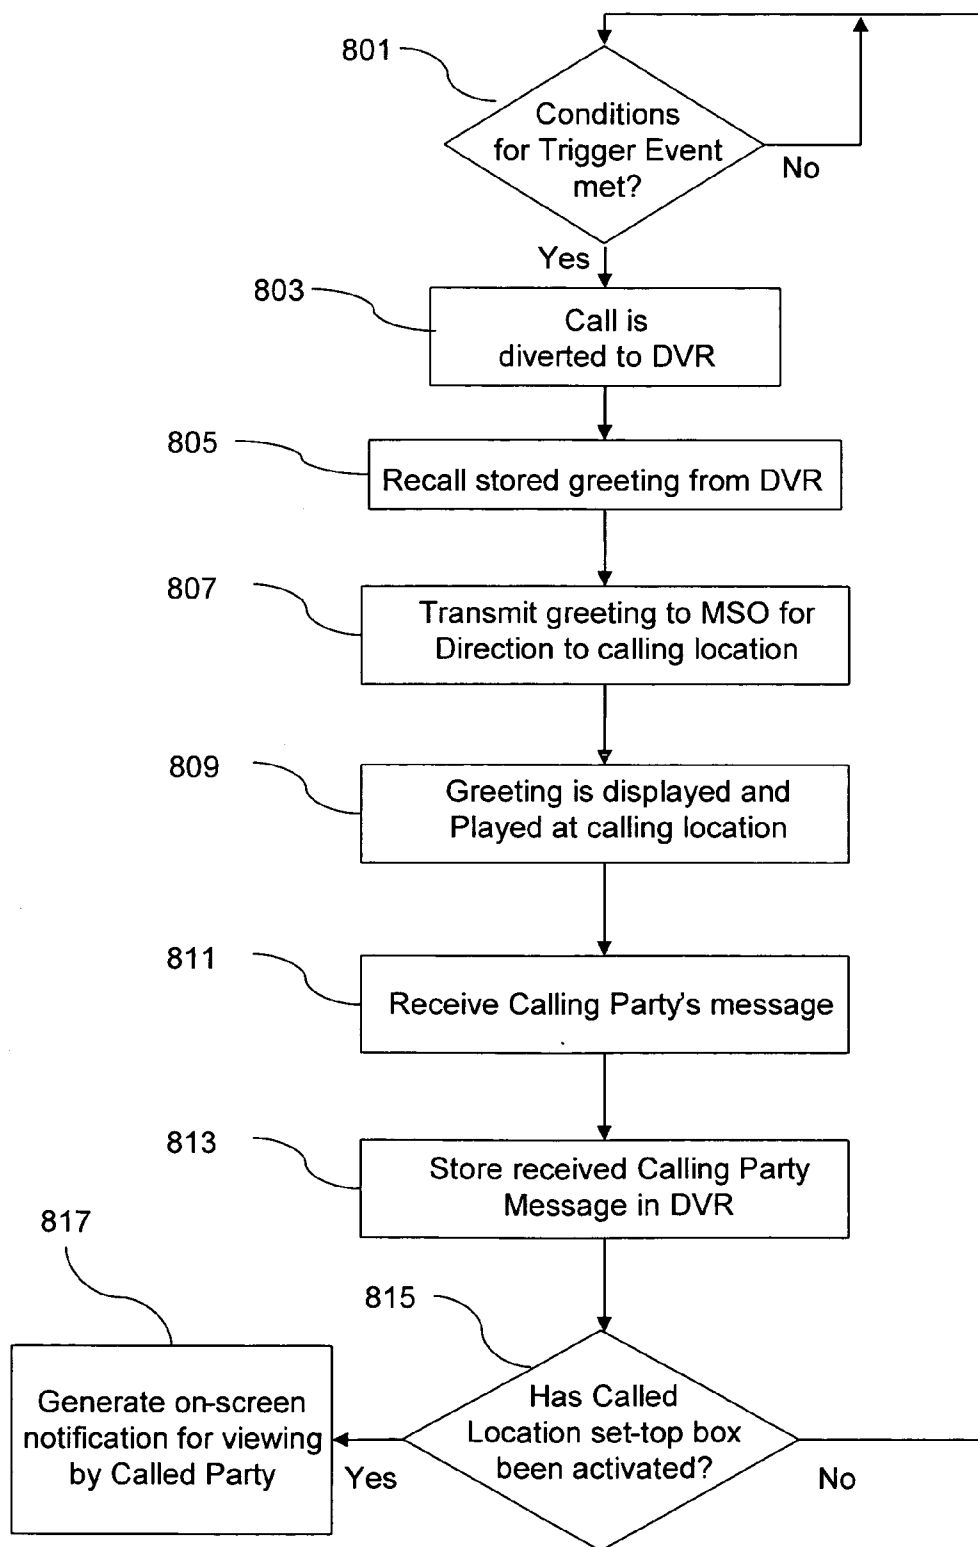 801
Conditions
for Trigger Event
met?
No
Yes
803
Call is
diverted to DVR
805
Recall stored greeting from DVR
807
Transmit greeting to MSO for
Direction to calling location
809
Greeting is displayed and
Played at calling location
811
Receive Calling Party's message
813
Store received Calling Party
Message in DVR
817
815
Generate on-screen
notification for viewing
by Called Party
Has Called
Location set-top box
been activated?
Yes
No